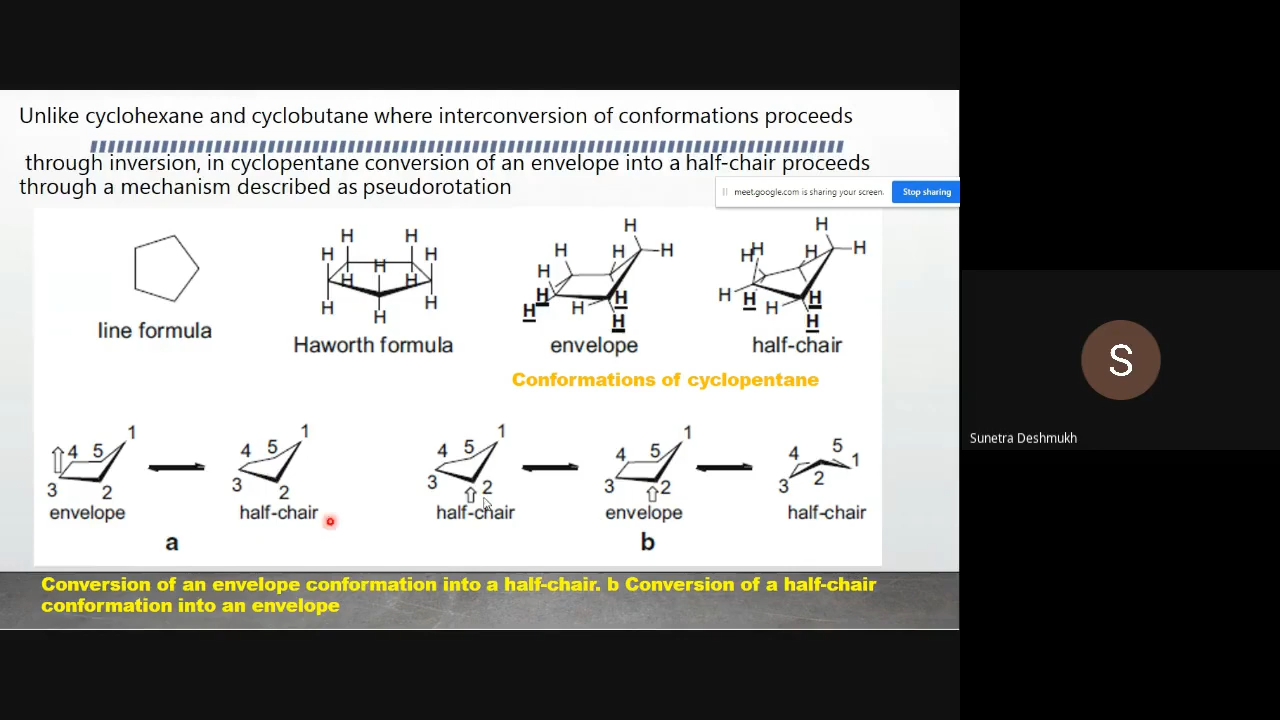 Unlike cyclohexane and cyclobutane where interconversion of conformations proceeds
through inversion, in cyclopentane conversion of an envelope into a half-chair proceeds
through a mechanism described as pseudorotation
meet.google.com is sharing your screen.
Stop sharing
H H H H H H H H H H
H H H H H H H H H H
H H H H H H H H H H
line formula
Haworth formula
envelope
half-chair
Conformations of cyclopentane
4 5 1 3 2
4 5 1 3 2
4 5 1 3 2
4 5 1 3 2
4 5 1 3 2
envelope
half-chair
half-chair
envelope
half-chair
a
b
Conversion of an envelope conformation into a half-chair. b Conversion of a half-chair
conformation into an envelope
S
Sunetra Deshmukh